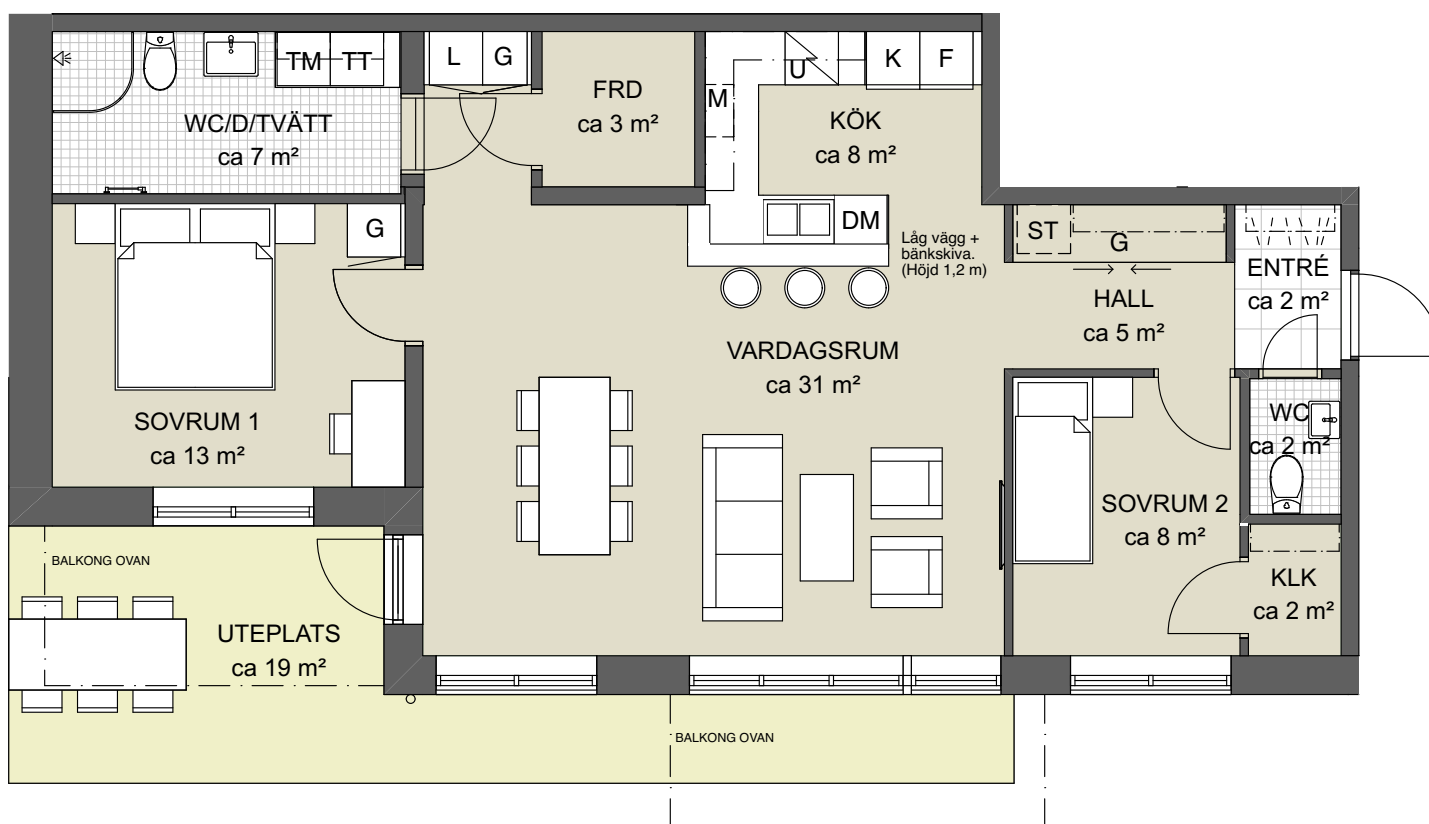 L
G
TM
TT
U
K
F
M
FRD
ca 3 m²
KÖK
ca 8 m²
WC/D/TVÄTT
ca 7 m²
G
DM
Låg vägg +
bänkskiva.
(Höjd 1,2 m)
ST
G
ENTRÉ
ca 2 m²
HALL
ca 5 m²
VARDAGSRUM
ca 31 m²
SOVRUM 1
ca 13 m²
WC
ca 2 m²
SOVRUM 2
ca 8 m²
KLK
ca 2 m²
BALKONG OVAN
UTEPLATS
ca 19 m²
BALKONG OVAN